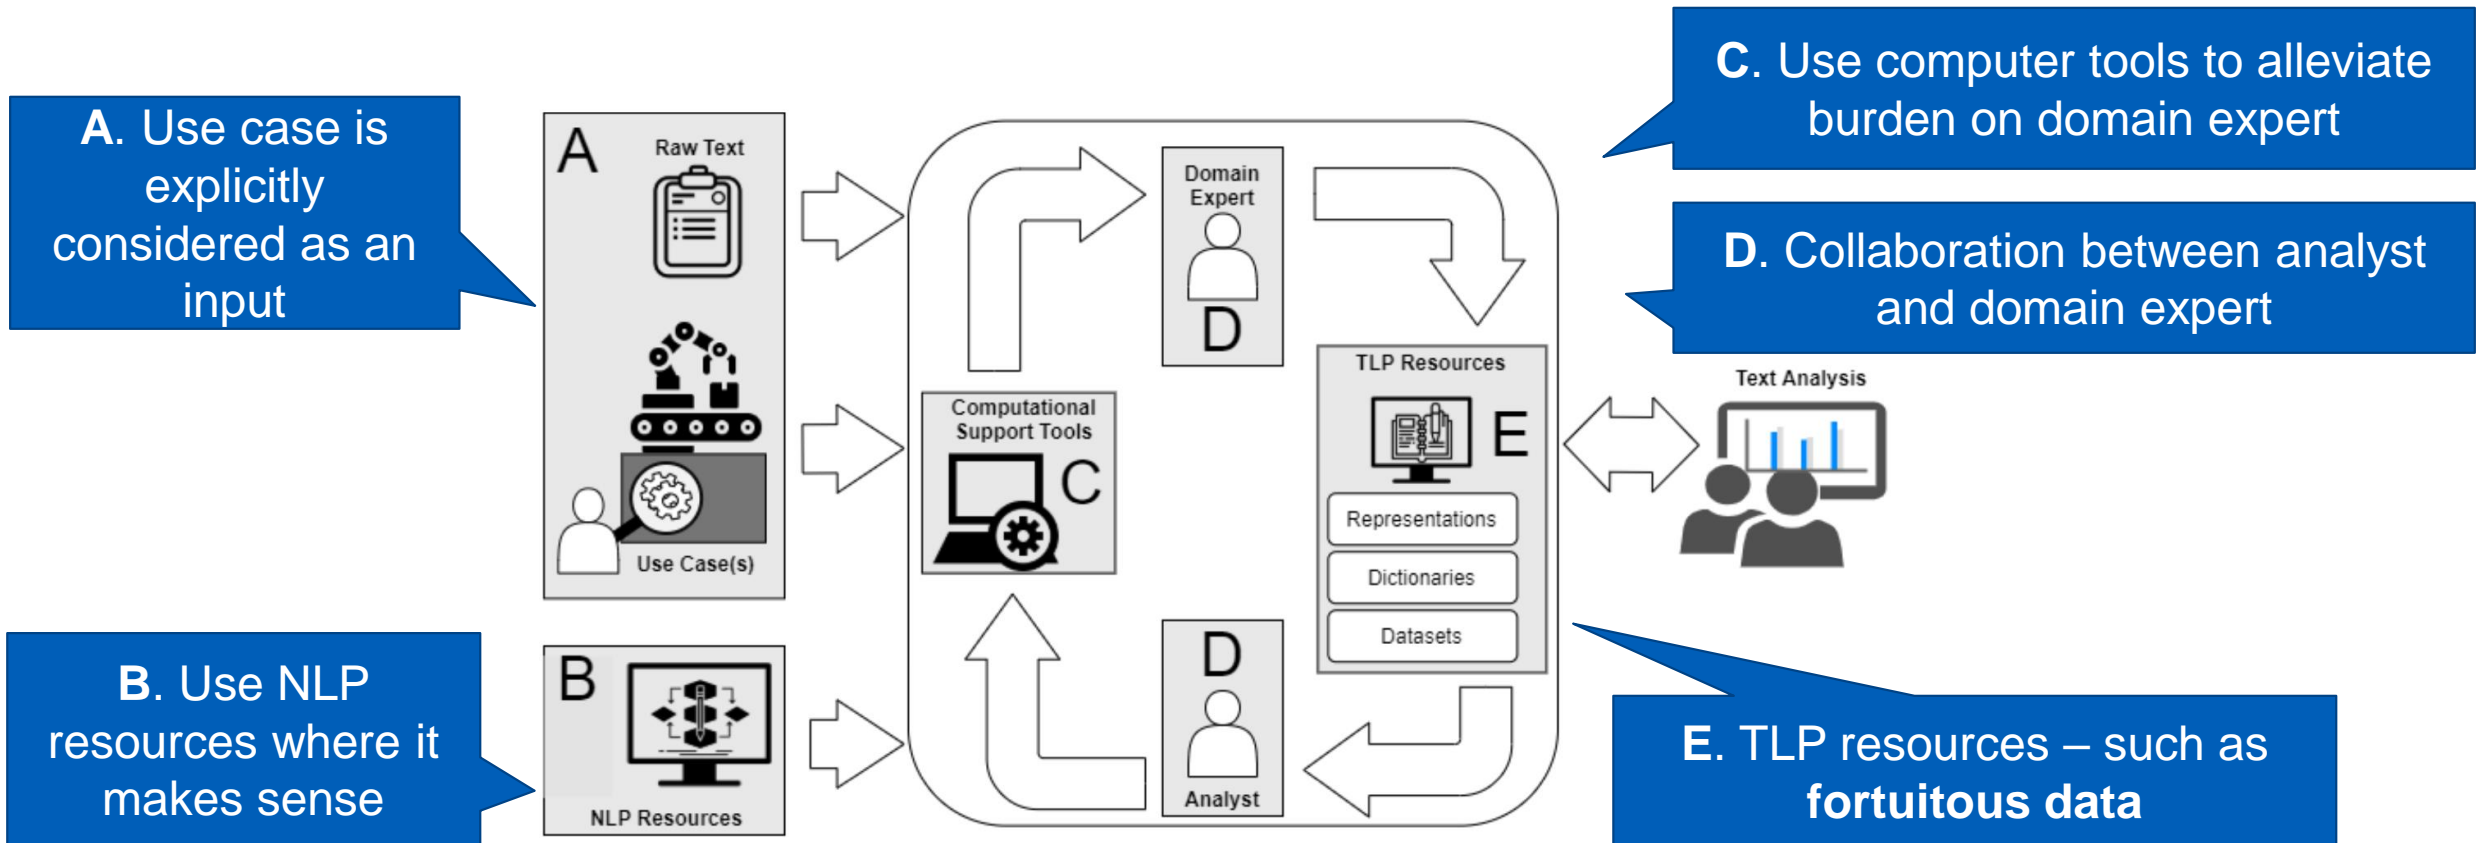 A. Use case is
explicitly
considered as an
input
B. Use NLP
resources where it
makes sense
A
Raw Text
Use Case(s)
B
NLP Resources
Computational
Support Tools
C
Domain
Expert
D
D
Analyst
TLP Resources
E
Representations
Dictionaries
Datasets
Text Analysis
C. Use computer tools to alleviate
burden on domain expert
D. Collaboration between analyst
and domain expert
E. TLP resources – such as
fortuitous data